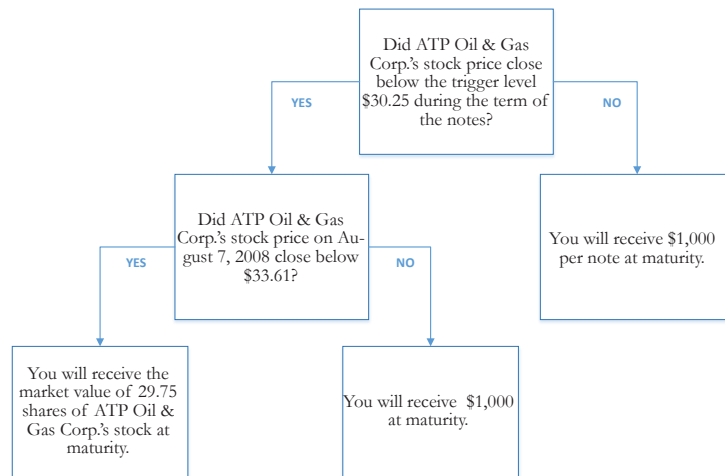 Did ATP Oil & Gas
Corp.'s stock price close
below the trigger level
$30.25 during the term of
the notes?
YES
NO
Did ATP Oil & Gas
Corp.'s stock price on Au-
gust 7, 2008 close below
$33.61?
You will receive $1,000
per note at maturity.
YES
NO
You will receive the
market value of 29.75
shares of ATP Oil &
Gas Corp.'s stock at
maturity.
You will receive $1,000
at maturity.